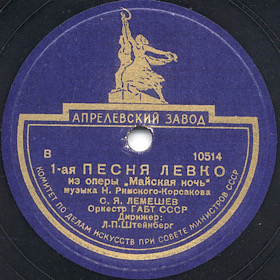 АПРЕЛЕВСКИЙ ЗАВОД
В 10514
1-ая ПЕСНЯ ЛЕВКО
из оперы „Майская ночь"
музыка Н. Римского-Корсакова
С. Я. ЛЕМЕШЕВ
Оркестр ГАБТ СССР
Дирижер:
Л.П.Штейнберг
КОМИТЕТ ПО ДЕЛАМ ИСКУССТВ ПРИ СОВЕТЕ МИНИСТРОВ СССР